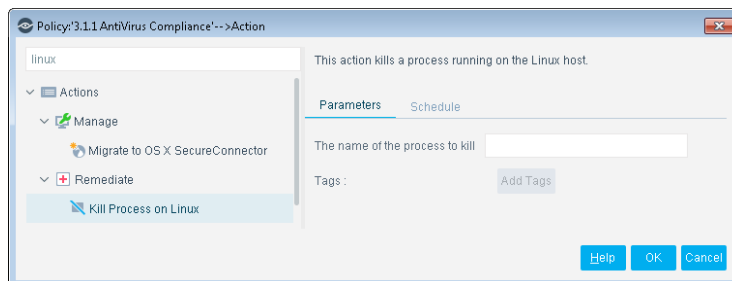 Policy:'3.1.1 AntiVirus Compliance'-->Action
linux
Actions
Manage
Migrate to OS X SecureConnector
Remediate
Kill Process on Linux
This action kills a process running on the Linux host.
Parameters Schedule
The name of the process to kill
Tags : Add Tags
Help OK Cancel